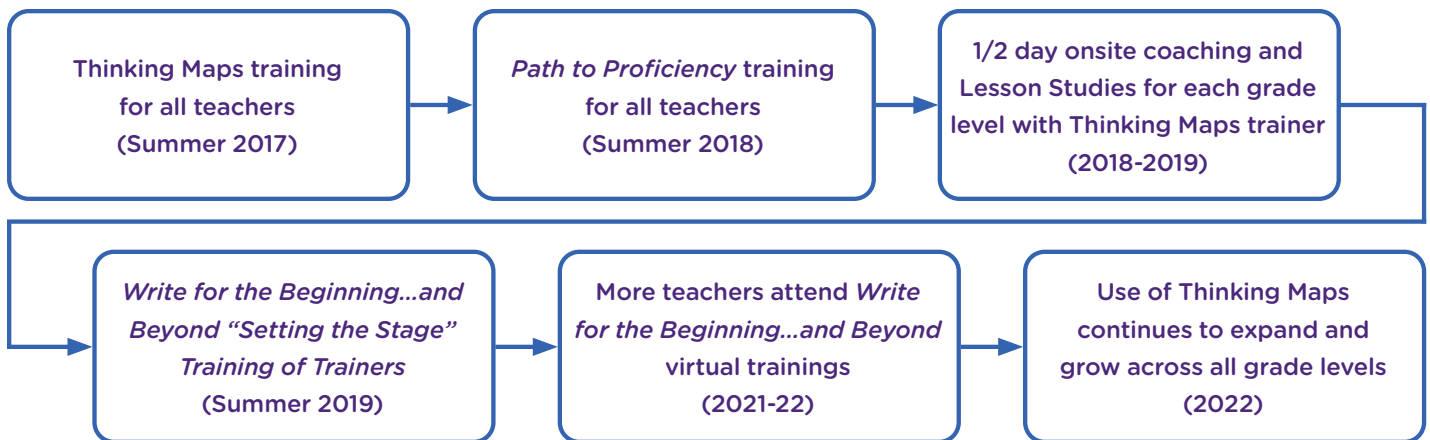 Thinking Maps training
for all teachers
(Summer 2017)
Path to Proficiency training
for all teachers
(Summer 2018)
1/2 day onsite coaching and
Lesson Studies for each grade
level with Thinking Maps trainer
(2018-2019)
Write for the Beginning...and
Beyond “Setting the Stage”
Training of Trainers
(Summer 2019)
More teachers attend Write
for the Beginning...and Beyond
virtual trainings
(2021-22)
Use of Thinking Maps
continues to expand and
grow across all grade levels
(2022)